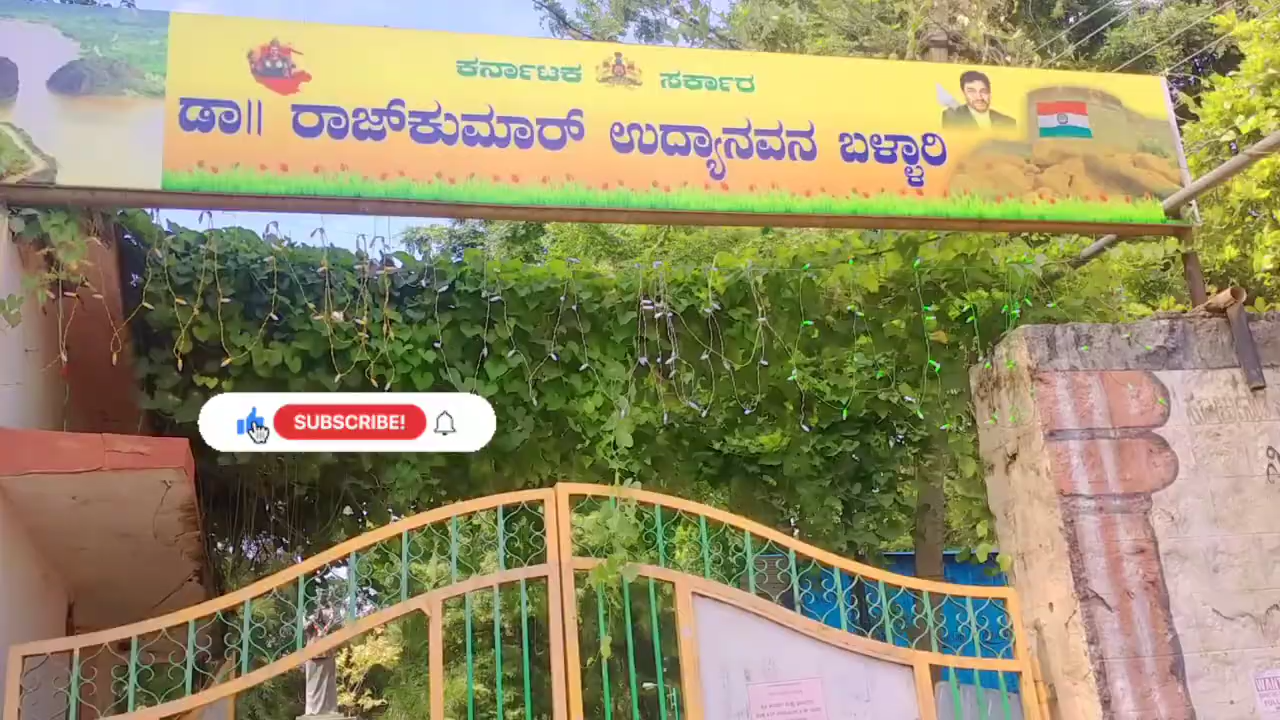 ಕರ್ನಾಟಕ ಸರ್ಕಾರ
ಡಾ|| ರಾಜ್‌ಕುಮಾರ್ ಉದ್ಯಾನವನ ಬಳ್ಳಾರಿ
SUBSCRIBE!